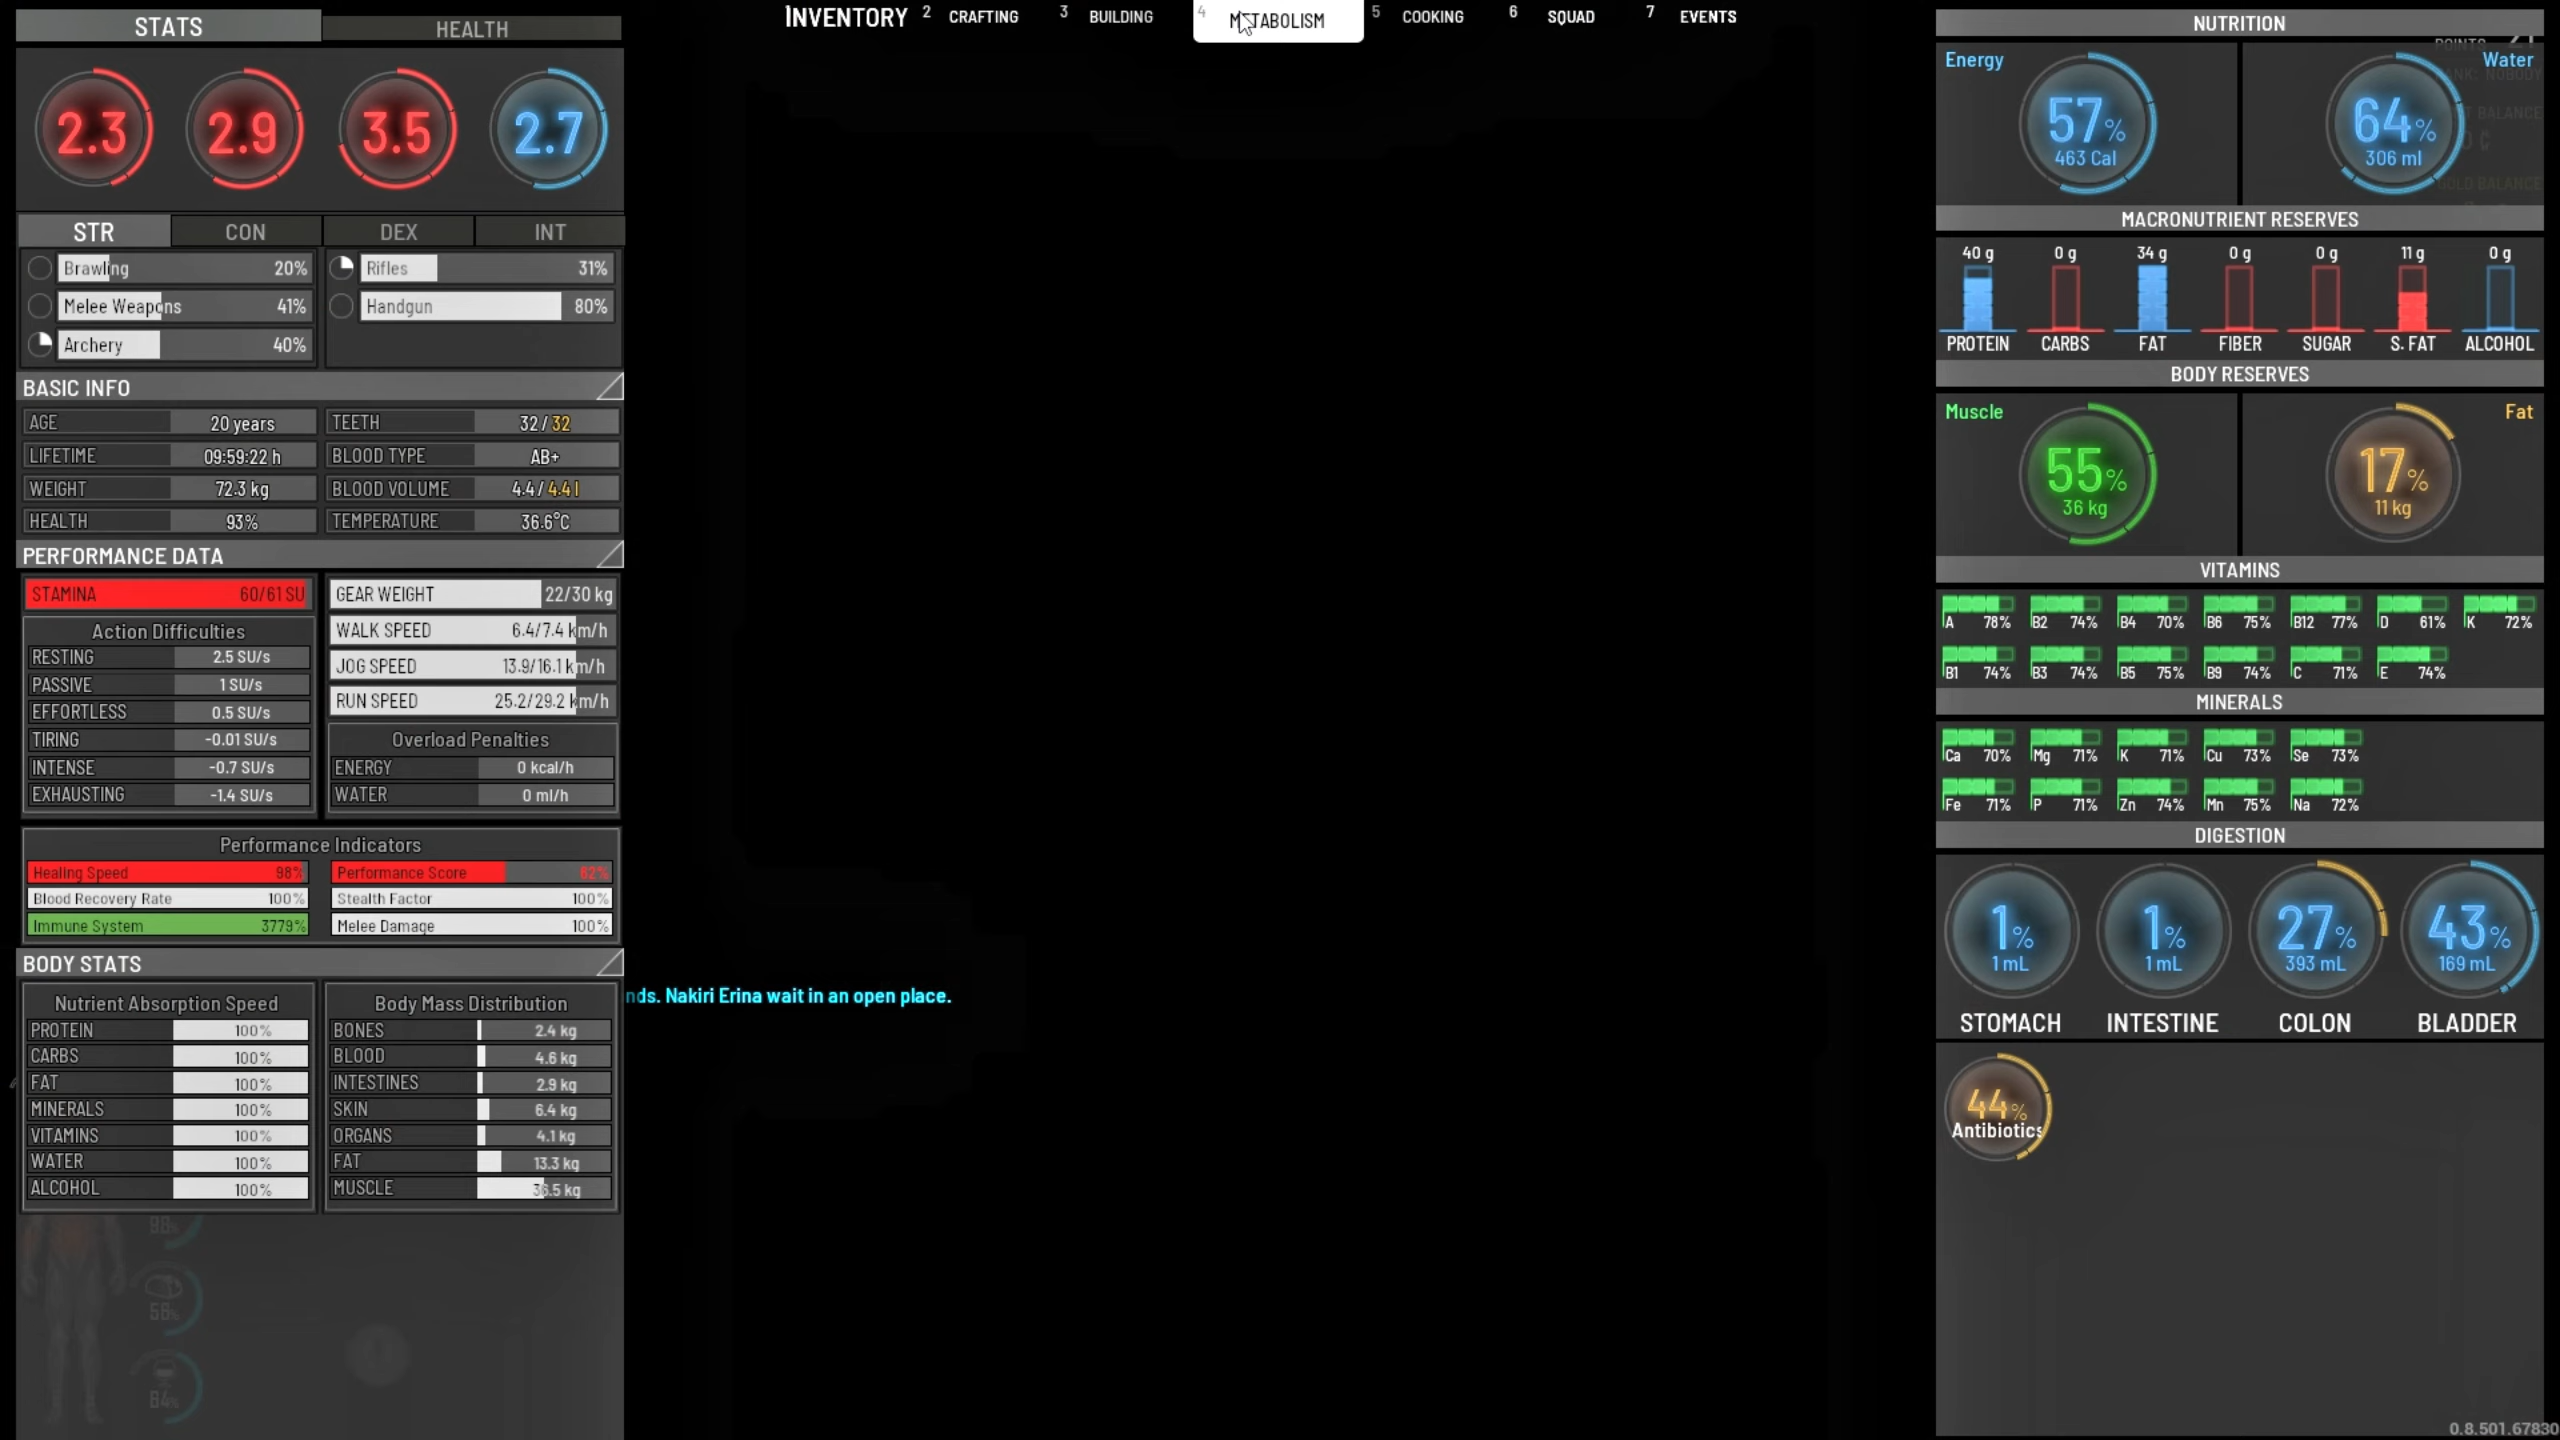 STATS
HEALTH
2.3
2.9
3.5
2.7
STR
CON
DEX
INT
Brawling 20%
Rifles 31%
Melee Weapons 41%
Handgun 80%
Archery 40%
BASIC INFO
AGE 20 years
TEETH 32/32
LIFETIME 09:59:22 h
BLOOD TYPE AB+
WEIGHT 72.3 kg
BLOOD VOLUME 4.4/4.4 l
HEALTH 93%
TEMPERATURE 36.6°C
PERFORMANCE DATA
STAMINA 60/61 SU
Action Difficulties
RESTING 2.5 SU/s
PASSIVE 1 SU/s
EFFORTLESS 0.5 SU/s
TIRING -0.01 SU/s
INTENSE -0.7 SU/s
EXHAUSTING -1.4 SU/s
GEAR WEIGHT 22/30 kg
WALK SPEED 6.4/7.4 km/h
JOG SPEED 13.9/16.1 km/h
RUN SPEED 25.2/29.2 km/h
Overload Penalties
ENERGY 0 kcal/h
WATER 0 ml/h
Performance Indicators
Healing Speed 98%
Performance Score 62%
Blood Recovery Rate 100%
Stealth Factor 100%
Immune System 3779%
Melee Damage 100%
BODY STATS
Nutrient Absorption Speed
PROTEIN 100%
CARBS 100%
FAT 100%
MINERALS 100%
VITAMINS 100%
WATER 100%
ALCOHOL 100%
Body Mass Distribution
BONES 2.4 kg
BLOOD 4.6 kg
INTESTINES 2.9 kg
SKIN 6.4 kg
ORGANS 4.1 kg
FAT 13.3 kg
MUSCLE 36.5 kg
58%
84%
INVENTORY
2 CRAFTING
3 BUILDING
4 METABOLISM
5 COOKING
6 SQUAD
7 EVENTS
nds. Nakiri Erina wait in an open place.
NUTRITION
Energy
57%
463 Cal
Water
64%
306 ml
POINTS
BALANCE
GOLD BALANCE
MACRONUTRIENT RESERVES
40 g 0 g 34 g 0 g 0 g 11 g 0 g
PROTEIN CARBS FAT FIBER SUGAR S. FAT ALCOHOL
BODY RESERVES
Muscle
55%
36 kg
Fat
17%
11 kg
VITAMINS
A 78% B2 74% B4 70% B6 75% B12 77% D 61% K 72%
B1 74% B3 74% B5 75% B9 74% C 71% E 74%
MINERALS
Ca 70% Mg 71% K 71% Cu 73% Se 73%
Fe 71% P 71% Zn 74% Mn 75% Na 72%
DIGESTION
1% 1% 27% 43%
1 mL 1 mL 393 mL 169 mL
STOMACH INTESTINE COLON BLADDER
44%
Antibiotics
0.8.501.67830